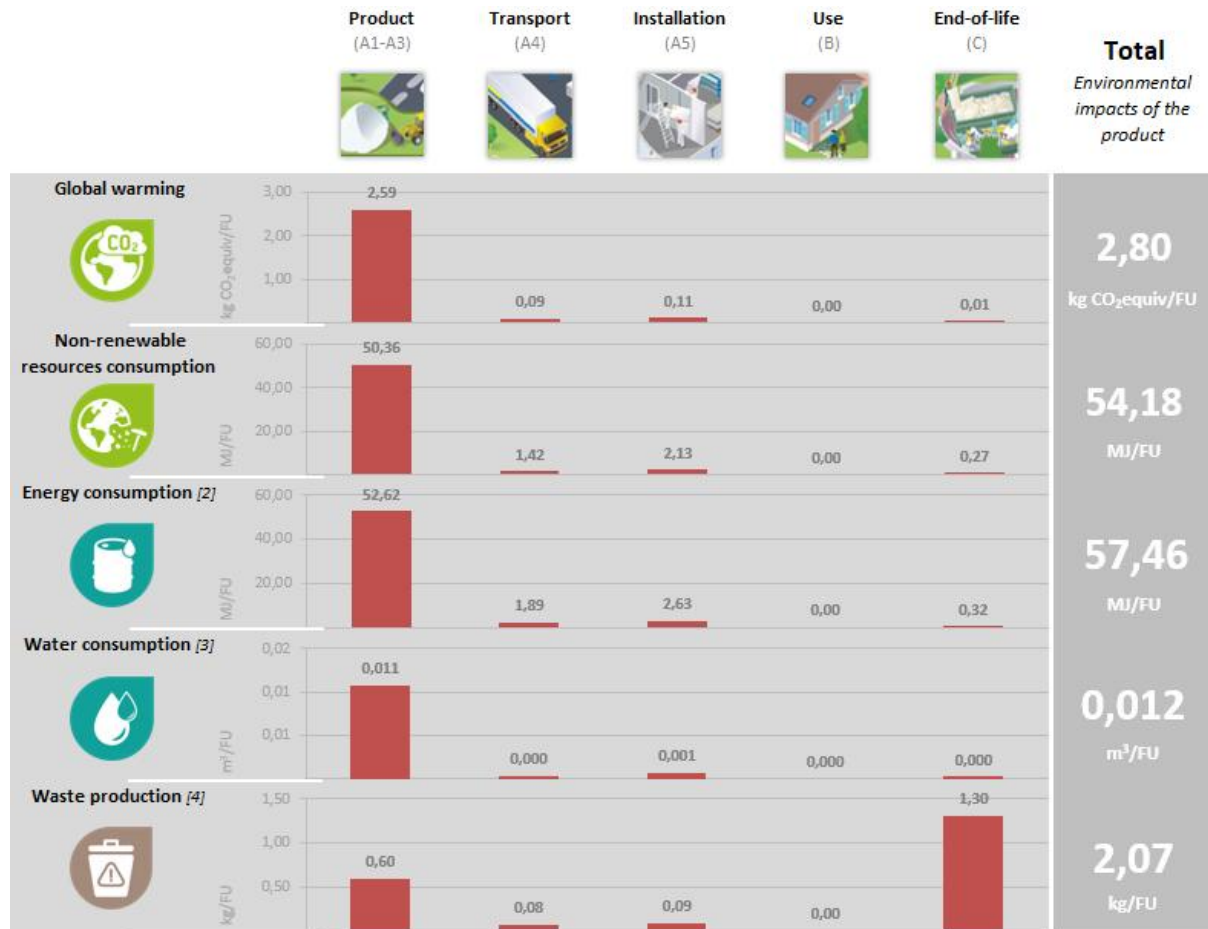 Product
(A1-A3)
Transport
(A4)
Installation
(A5)
Use
(B)
End-of-life
(C)
Total
Environmental
impacts of the
product
Global warming
CO₂
kg CO₂equiv/FU
3,00
2,00
1,00
2,59
0,09
0,11
0,00
0,01
2,80
kg CO₂equiv/FU
Non-renewable
resources consumption
MJ/FU
60,00
40,00
20,00
50,36
1,42
2,13
0,00
0,27
54,18
MJ/FU
Energy consumption [2]
MJ/FU
60,00
40,00
20,00
52,62
1,89
2,63
0,00
0,32
57,46
MJ/FU
Water consumption [3]
m³/FU
0,02
0,01
0,01
0,011
0,000
0,001
0,000
0,000
0,012
m³/FU
Waste production [4]
kg/FU
1,50
1,00
0,50
0,60
0,08
0,09
0,00
1,30
2,07
kg/FU